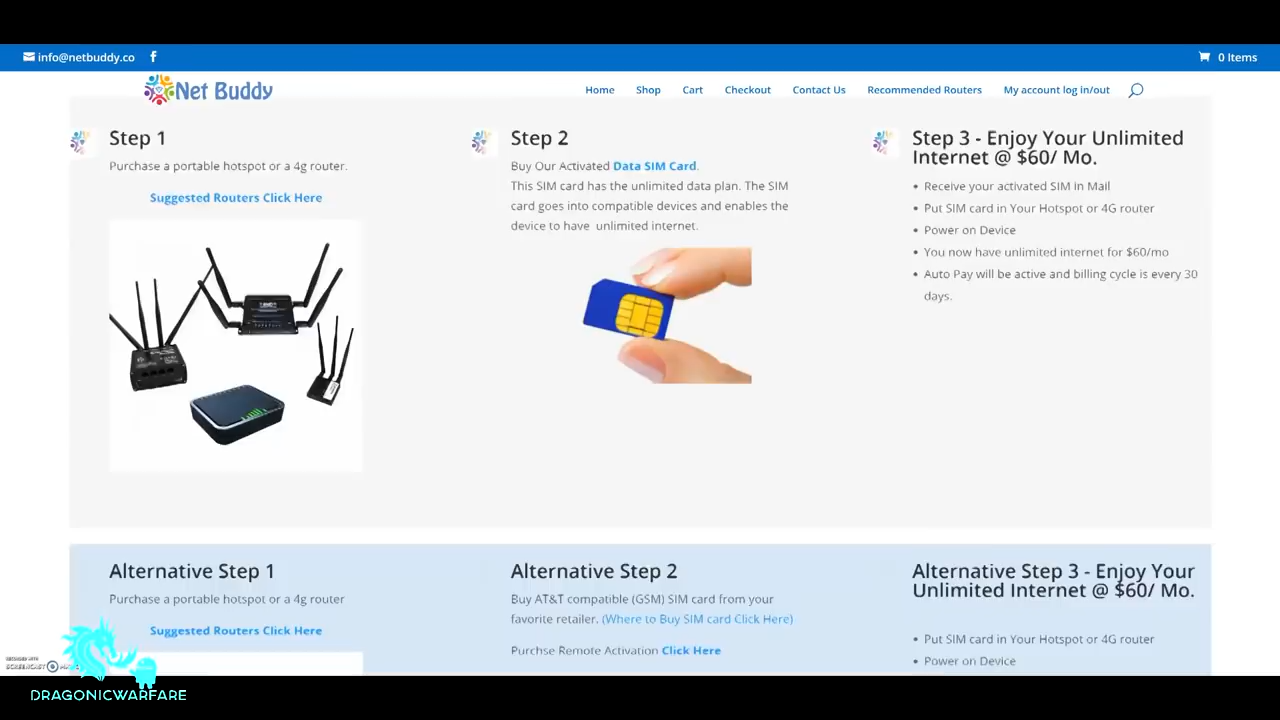 info@netbuddy.co
0 Items
Net Buddy
Home Shop Cart Checkout Contact Us Recommended Routers My account log in/out
Step 1
Purchase a portable hotspot or a 4g router.
Suggested Routers Click Here
Step 2
Buy Our Activated Data SIM Card.
This SIM card has the unlimited data plan. The SIM
card goes into compatible devices and enables the
device to have unlimited internet.
Step 3 - Enjoy Your Unlimited
Internet @ $60/ Mo.
Receive your activated SIM in Mail
Put SIM card in Your Hotspot or 4G router
Power on Device
You now have unlimited internet for $60/mo
Auto Pay will be active and billing cycle is every 30
days.
Alternative Step 1
Purchase a portable hotspot or a 4g router
Suggested Routers Click Here
Alternative Step 2
Buy AT&T compatible (GSM) SIM card from your
favorite retailer. (Where to Buy SIM card Click Here)
Purchse Remote Activation Click Here
Alternative Step 3 - Enjoy Your
Unlimited Internet @ $60/ Mo.
Put SIM card in Your Hotspot or 4G router
Power on Device
RECORDED WITH
SCREENCAST
DRAGONICWARFARE